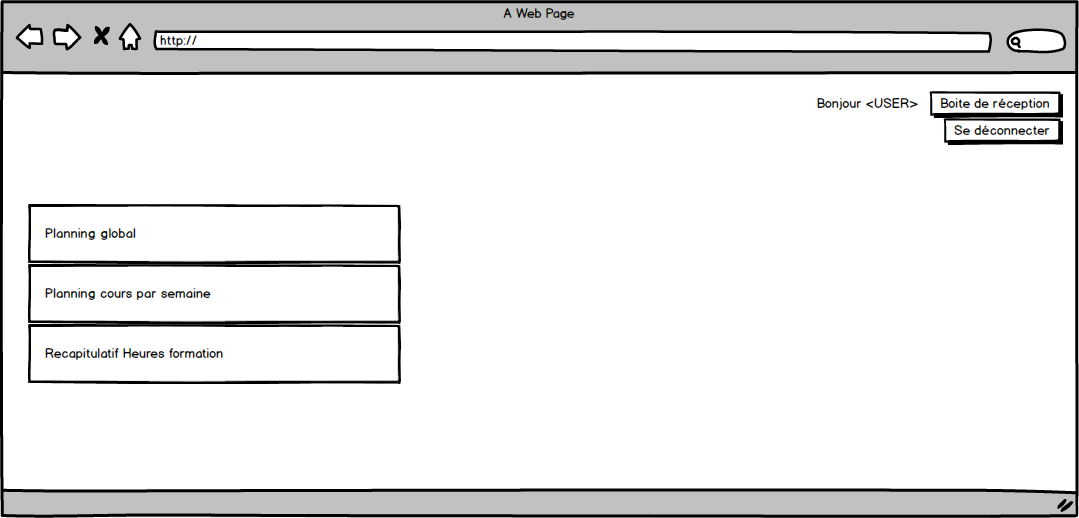 A Web Page
http://
Bonjour <USER>
Boite de réception
Se déconnecter
Planning global
Planning cours par semaine
Recapitulatif Heures formation